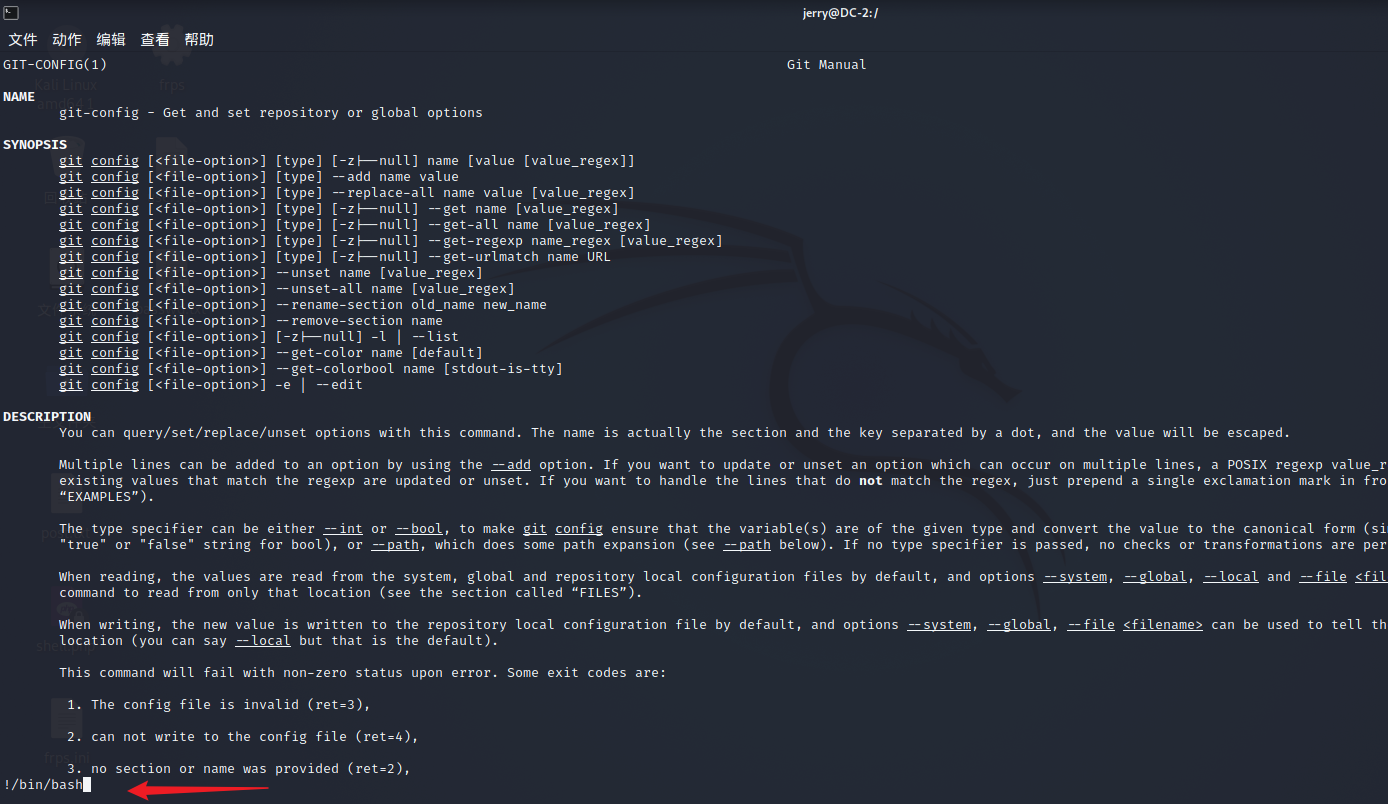 jerry@DC-2:/
文件 动作 编辑 查看 帮助
GIT-CONFIG(1) Git Manual
NAME
git-config - Get and set repository or global options
SYNOPSIS
git config [<file-option>] [type] [-z|--null] name [value [value_regex]]
git config [<file-option>] [type] --add name value
git config [<file-option>] [type] --replace-all name value [value_regex]
git config [<file-option>] [type] [-z|--null] --get name [value_regex]
git config [<file-option>] [type] [-z|--null] --get-all name [value_regex]
git config [<file-option>] [type] [-z|--null] --get-regexp name_regex [value_regex]
git config [<file-option>] [type] [-z|--null] --get-urlmatch name URL
git config [<file-option>] --unset name [value_regex]
git config [<file-option>] --unset-all name [value_regex]
git config [<file-option>] --rename-section old_name new_name
git config [<file-option>] --remove-section name
git config [<file-option>] [-z|--null] -l | --list
git config [<file-option>] --get-color name [default]
git config [<file-option>] --get-colorbool name [stdout-is-tty]
git config [<file-option>] -e | --edit
DESCRIPTION
You can query/set/replace/unset options with this command. The name is actually the section and the key separated by a dot, and the value will be escaped.
Multiple lines can be added to an option by using the --add option. If you want to update or unset an option which can occur on multiple lines, a POSIX regexp value_r
existing values that match the regexp are updated or unset. If you want to handle the lines that do not match the regex, just prepend a single exclamation mark in fro
“EXAMPLES”).
The type specifier can be either --int or --bool, to make git config ensure that the variable(s) are of the given type and convert the value to the canonical form (si
"true" or "false" string for bool), or --path, which does some path expansion (see --path below). If no type specifier is passed, no checks or transformations are per
When reading, the values are read from the system, global and repository local configuration files by default, and options --system, --global, --local and --file <fil
command to read from only that location (see the section called “FILES”).
When writing, the new value is written to the repository local configuration file by default, and options --system, --global, --file <filename> can be used to tell th
location (you can say --local but that is the default).
This command will fail with non-zero status upon error. Some exit codes are:
1. The config file is invalid (ret=3),
2. can not write to the config file (ret=4),
3. no section or name was provided (ret=2),
!/bin/bash